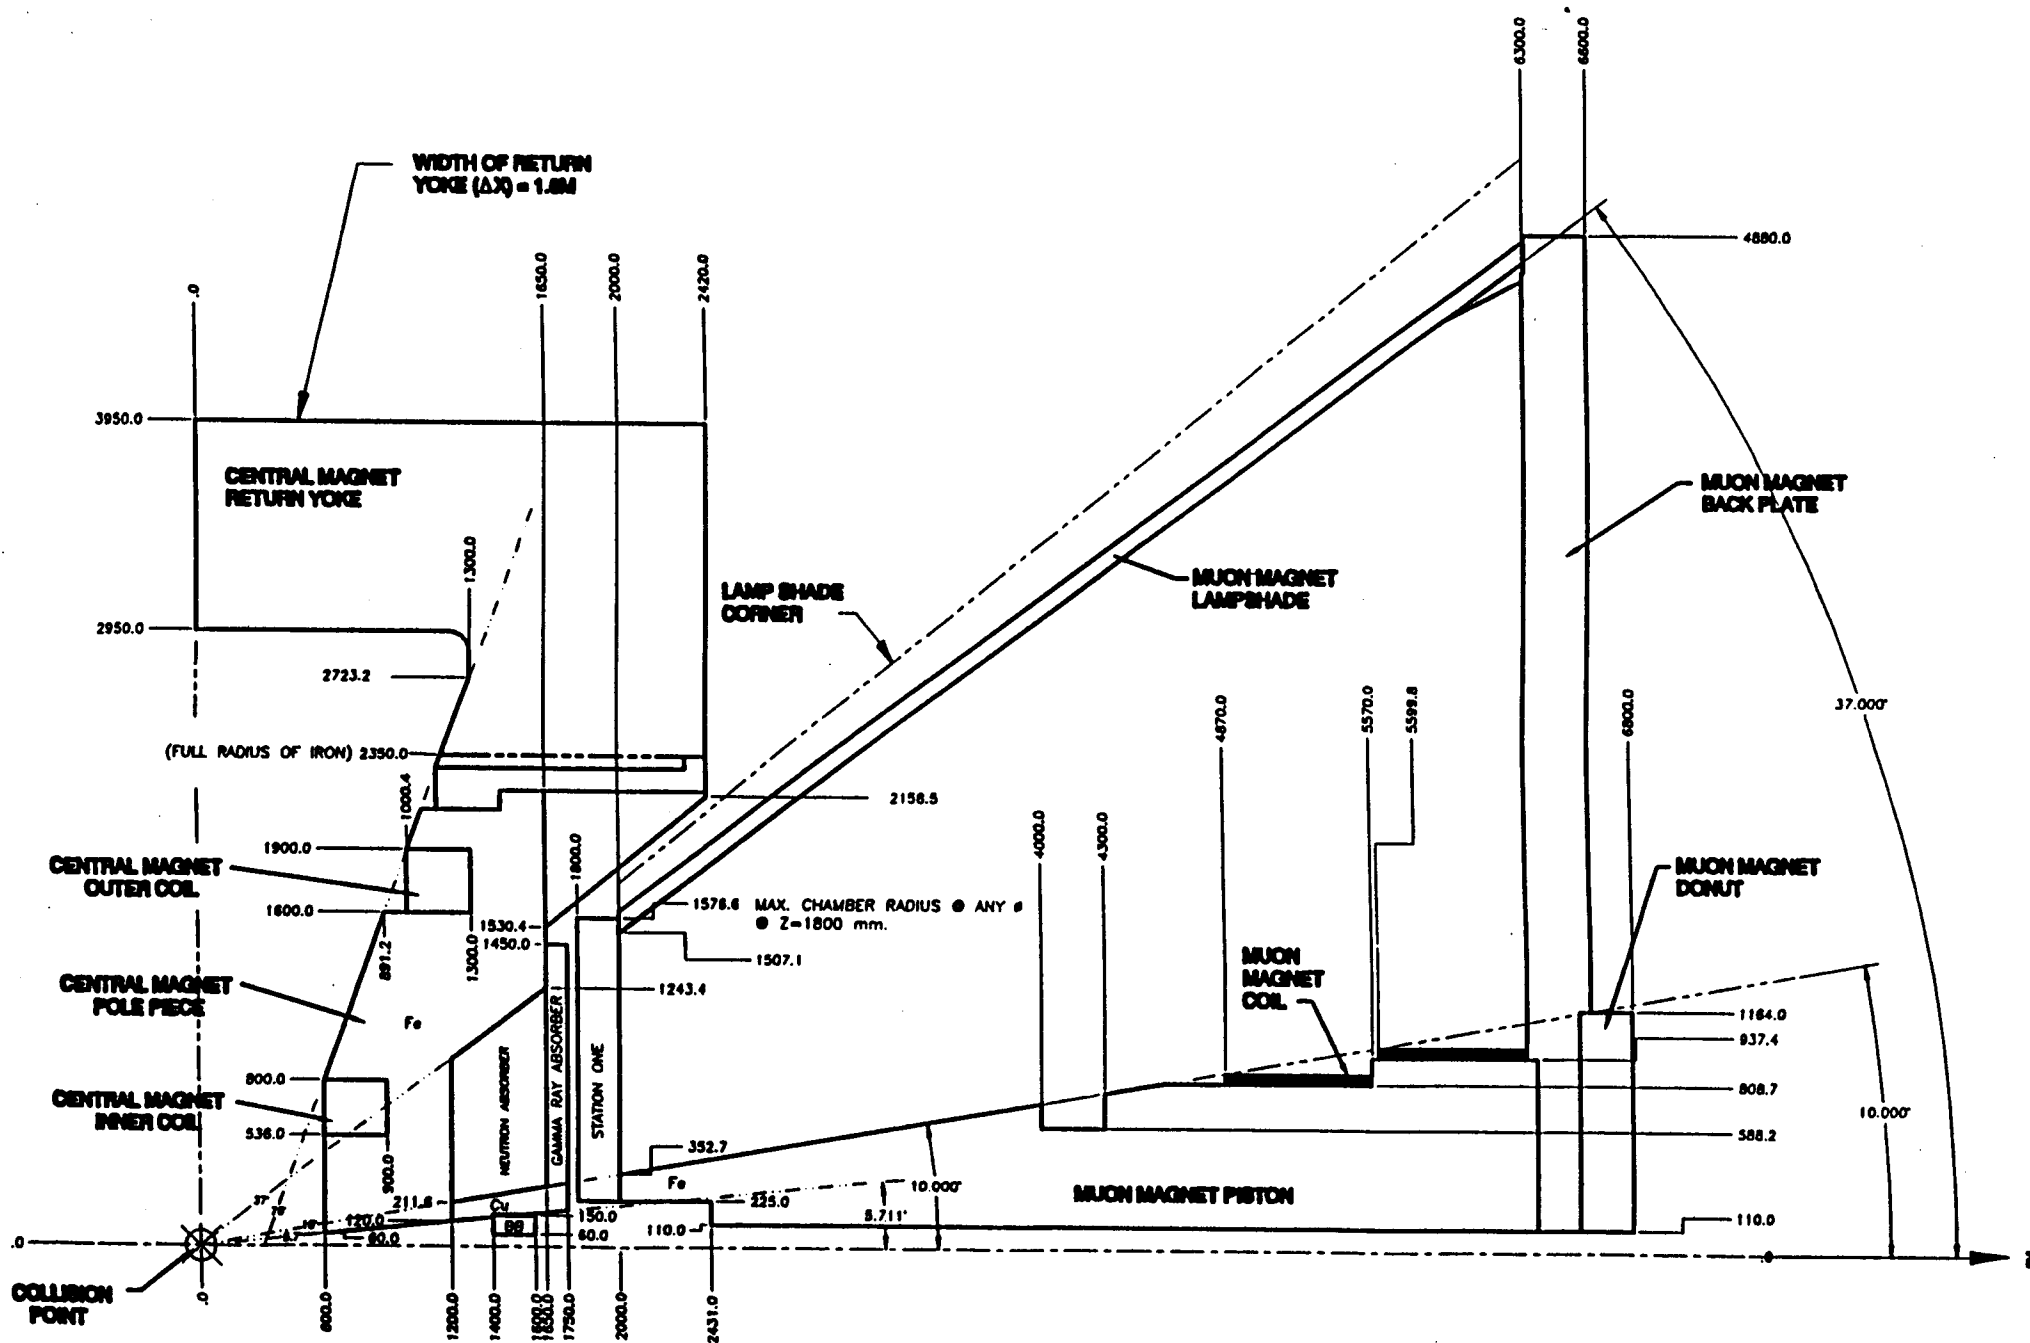 6300.0
6600.0
WIDTH OF RETURN
YOKE (ΔX) =
1650.0
2000.0
2420.0
.0
4880.0
3950.0
CENTRAL MAGNET
RETURN YOKE
MUON MAGNET
BACK PLATE
1300.0
LAMP SHADE
CORNER
MUON MAGNET
LAMPSHADE
2950.0
2723.2
37.000°
(FULL RADIUS OF IRON) 2350.0
4870.0
5570.0
5599.8
6800.0
1000.4
2156.5
1900.0
CENTRAL MAGNET
OUTER COIL
1800.0
4000.0
4300.0
MUON MAGNET
DONUT
1600.0
1576.6 MAX. CHAMBER RADIUS @ ANY ø
@ Z=1800 mm.
1530.4
1450.0
891.2
1300.0
1507.1
MUON
MAGNET
COIL
CENTRAL MAGNET
POLE PIECE
1243.4
Fe
1164.0
937.4
NEUTRON ABSORBER
GAMMA RAY ABSORBER
STATION ONE
800.0
808.7
CENTRAL MAGNET
INNER COIL
10.000°
536.0
588.2
352.7
900.0
Fe
10.000°
MUON MAGNET PISTON
37°
211.6
Cu
225.0
120.0
150.0
5.711°
110.0
110.0
60.0
60.0
.0
.0
COLLISION
POINT
.0
600.0
1200.0
1400.0
1600.0
1650.0
1750.0
2000.0
2431.0